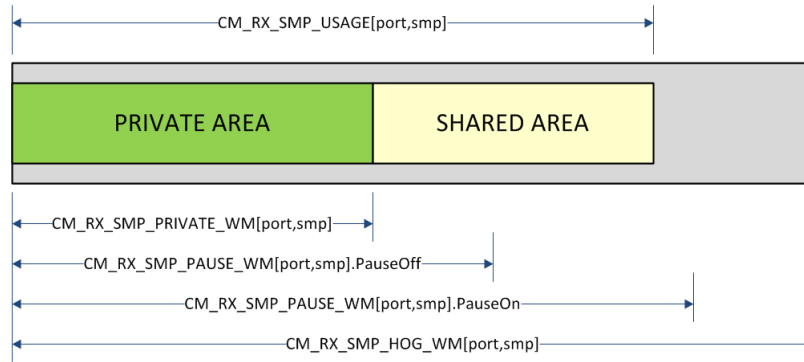 CM_RX_SMP_USAGE[port,smp]
PRIVATE AREA
SHARED AREA
CM_RX_SMP_PRIVATE_WM[port,smp]
CM_RX_SMP_PAUSE_WM[port,smp].PauseOff
CM_RX_SMP_PAUSE_WM[port,smp].PauseOn
CM_RX_SMP_HOG_WM[port,smp]